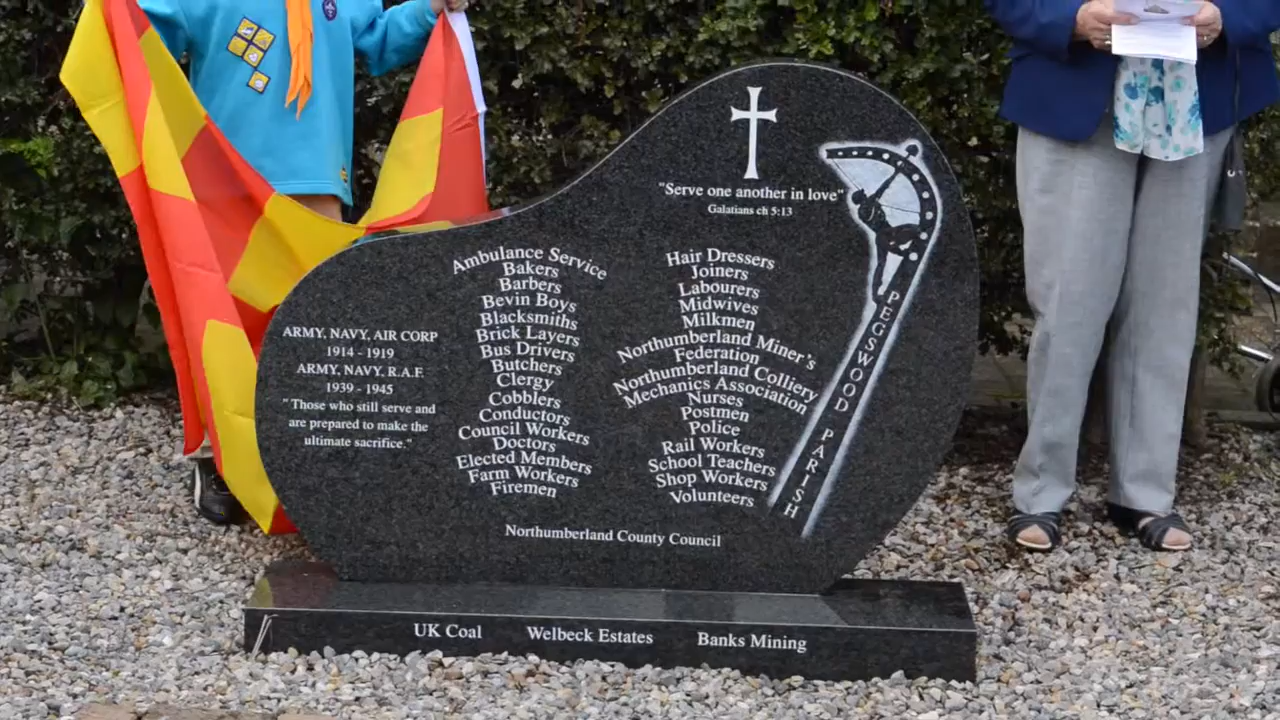 "Serve one another in love"
Galatians ch 5:13
ARMY, NAVY, AIR CORP
1914 - 1919
ARMY, NAVY, R.A.F.
1939 - 1945
"Those who still serve and
are prepared to make the
ultimate sacrifice."
Ambulance Service
Bakers
Barbers
Bevin Boys
Blacksmiths
Brick Layers
Bus Drivers
Butchers
Clergy
Cobblers
Conductors
Council Workers
Doctors
Elected Members
Farm Workers
Firemen
Hair Dressers
Joiners
Labourers
Midwives
Milkmen
Northumberland Miner's
Federation
Northumberland Colliery
Mechanics Association
Nurses
Postmen
Police
Rail Workers
School Teachers
Shop Workers
Volunteers
PEGSWOOD PARISH
Northumberland County Council
UK Coal Welbeck Estates Banks Mining